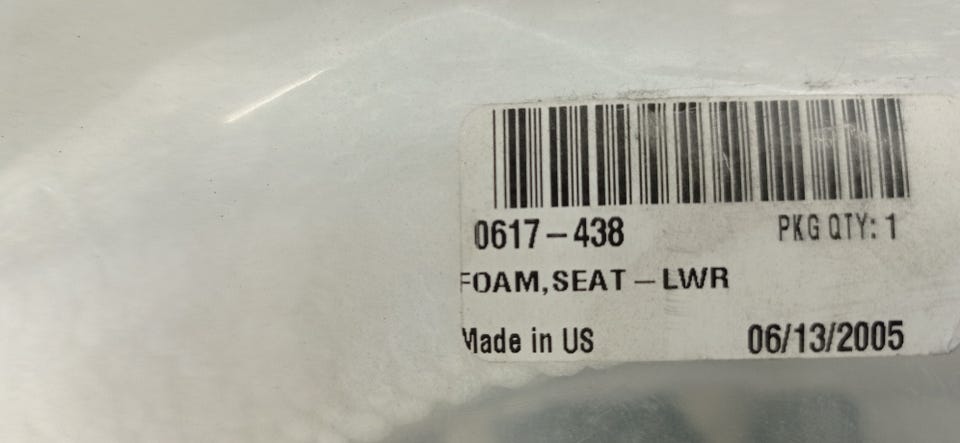 0617-438 PKG QTY: 1
FOAM, SEAT-LWR
Made in US 06/13/2005